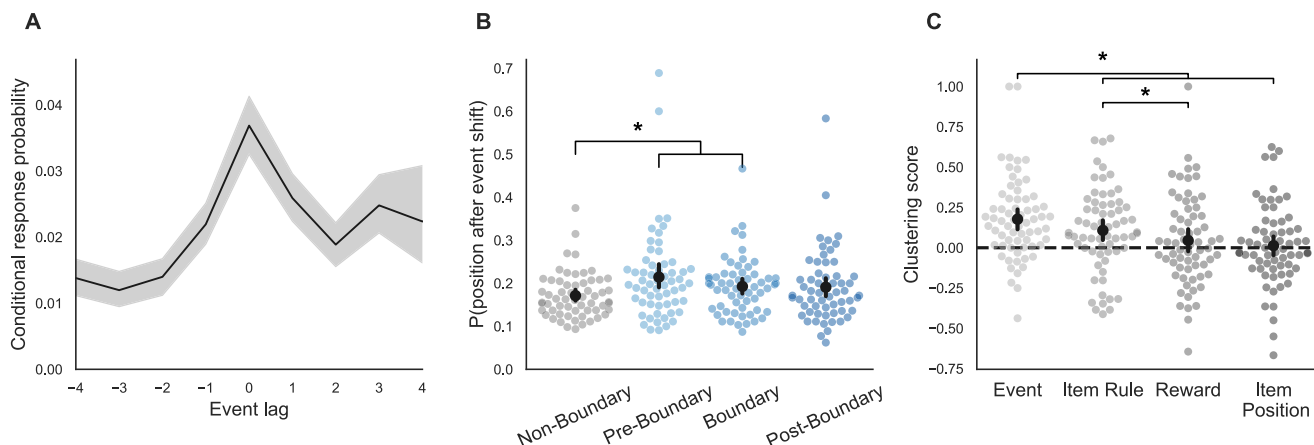 A
Conditional response probability
0.04
0.03
0.02
0.01
0.00
−4 −3 −2 −1 0 1 2 3 4
Event lag
B
P(position after event shift)
0.7
0.6
0.5
0.4
0.3
0.2
0.1
0.0
*
Non-Boundary
Pre-Boundary
Boundary
Post-Boundary
C
Clustering score
1.00
0.75
0.50
0.25
0.00
−0.25
−0.50
−0.75
*
*
Event Item Rule Reward Item
Position